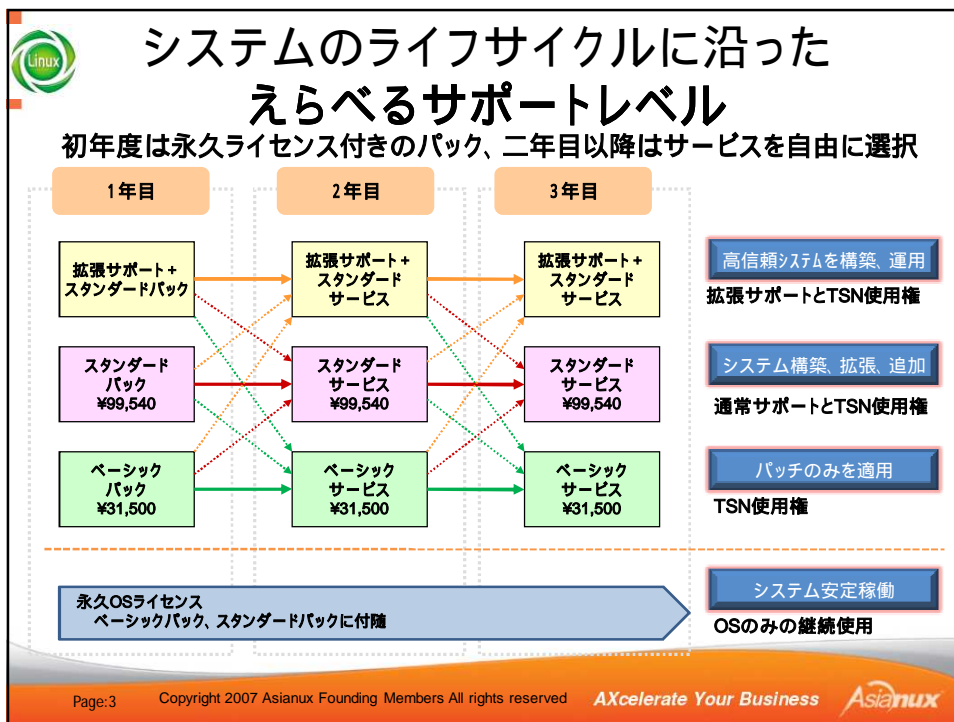 Linux
システムのライフサイクルに沿った
えらべるサポートレベル
初年度は永久ライセンス付きのパック、二年目以降はサービスを自由に選択
1年目
2年目
3年目
拡張サポート+
スタンダードパック
拡張サポート+
スタンダード
サービス
拡張サポート+
スタンダード
サービス
高信頼システムを構築、運用
拡張サポートとTSN使用権
スタンダード
パック
¥99,540
スタンダード
サービス
¥99,540
スタンダード
サービス
¥99,540
システム構築、拡張、追加
通常サポートとTSN使用権
ベーシック
パック
¥31,500
ベーシック
サービス
¥31,500
ベーシック
サービス
¥31,500
パッチのみを適用
TSN使用権
永久OSライセンス
ベーシックパック、スタンダードパックに付随
システム安定稼働
OSのみの継続使用
Page:3
Copyright 2007 Asianux Founding Members All rights reserved
AXcelerate Your Business
Asianux